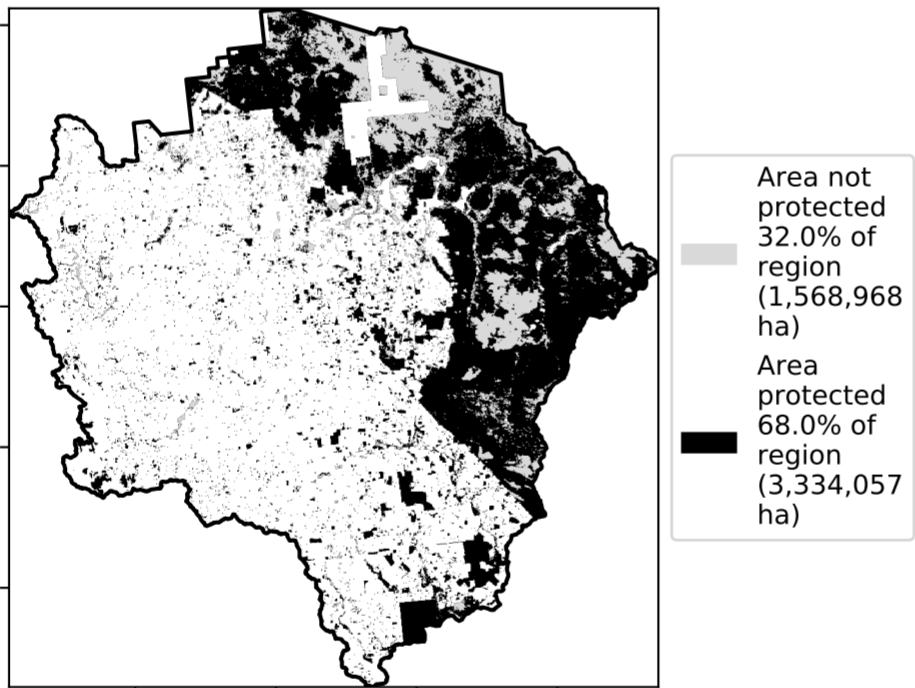 Area not
protected
32.0% of
region
(1,568,968
ha)
Area
protected
68.0% of
region
(3,334,057
ha)